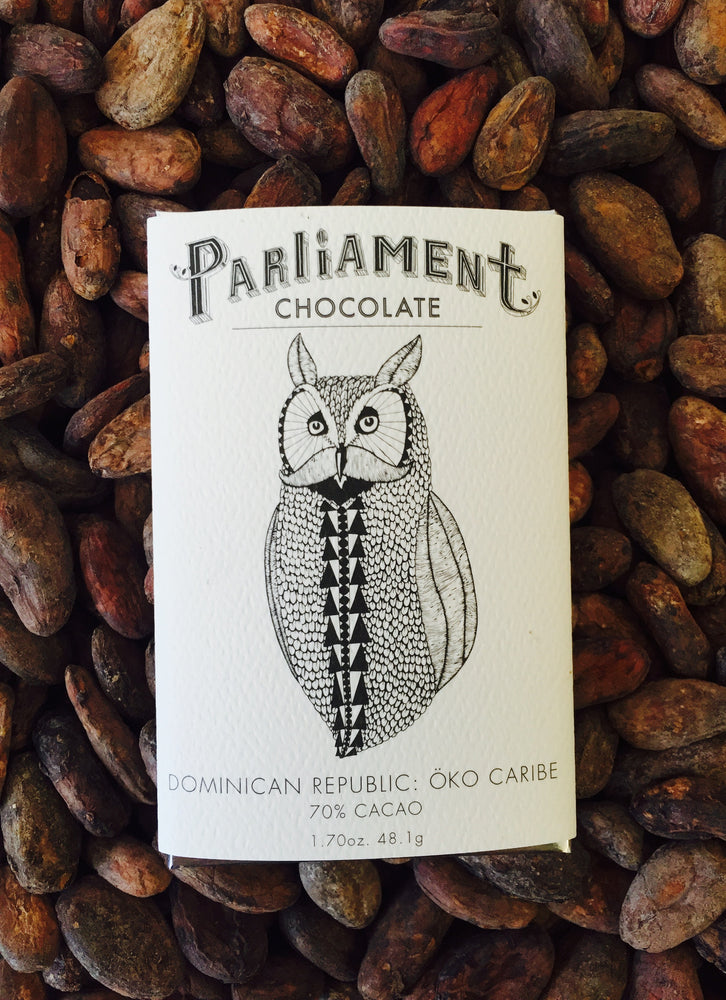 PARLIAMENT
CHOCOLATE
DOMINICAN REPUBLIC: ÖKO CARIBE
70% CACAO
1.70oz. 48.1g